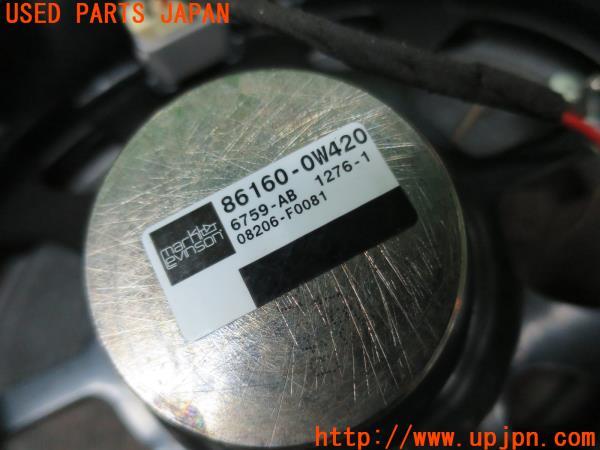 USED PARTS JAPAN
86160-0W420
6759-AB 1276-1
08206-F0081
mark
levinson
http://www.upjpn.com